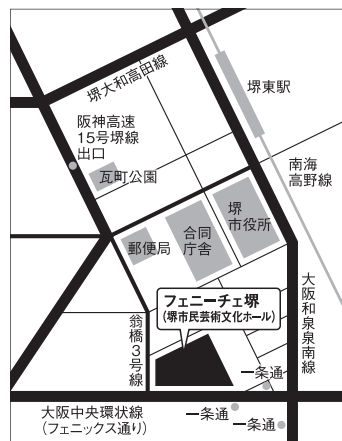 堺大和高田線
堺東駅
阪神高速
15号堺線
出口
瓦町公園
南海
高野線
堺
市役所
合同
庁舎
郵便局
フェニーチェ堺
(堺市民芸術文化ホール)
翁橋3号線
大阪和泉泉南線
一条通
大阪中央環状線
(フェニックス通り)
一条通
一条通